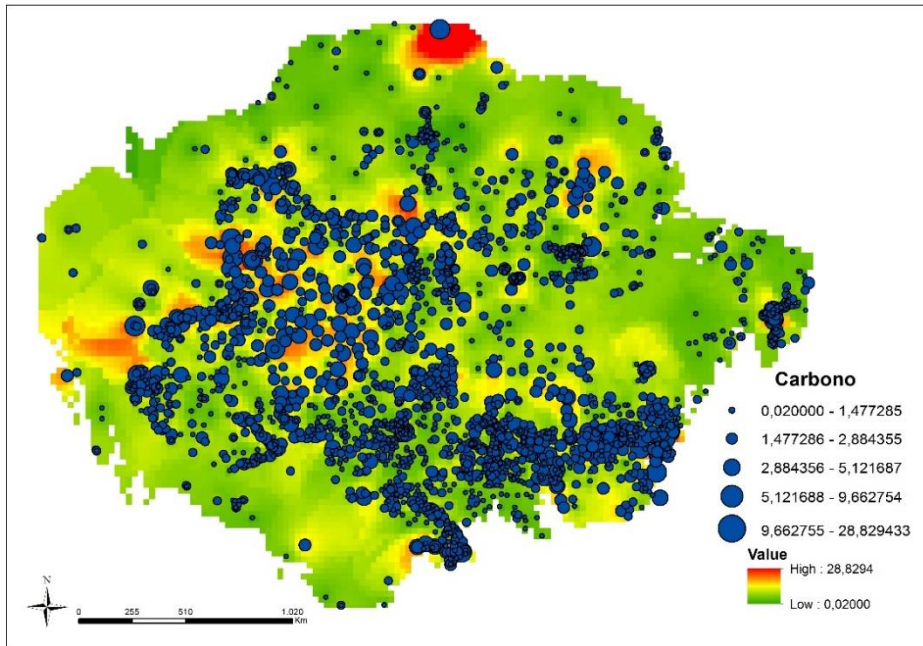 Carbono
0,020000 - 1,477285
1,477286 - 2,884355
2,884356 - 5,121687
5,121688 - 9,662754
9,662755 - 28,829433
Value
High : 28,8294
Low : 0,02000
N
0 255 510 1.020
Km